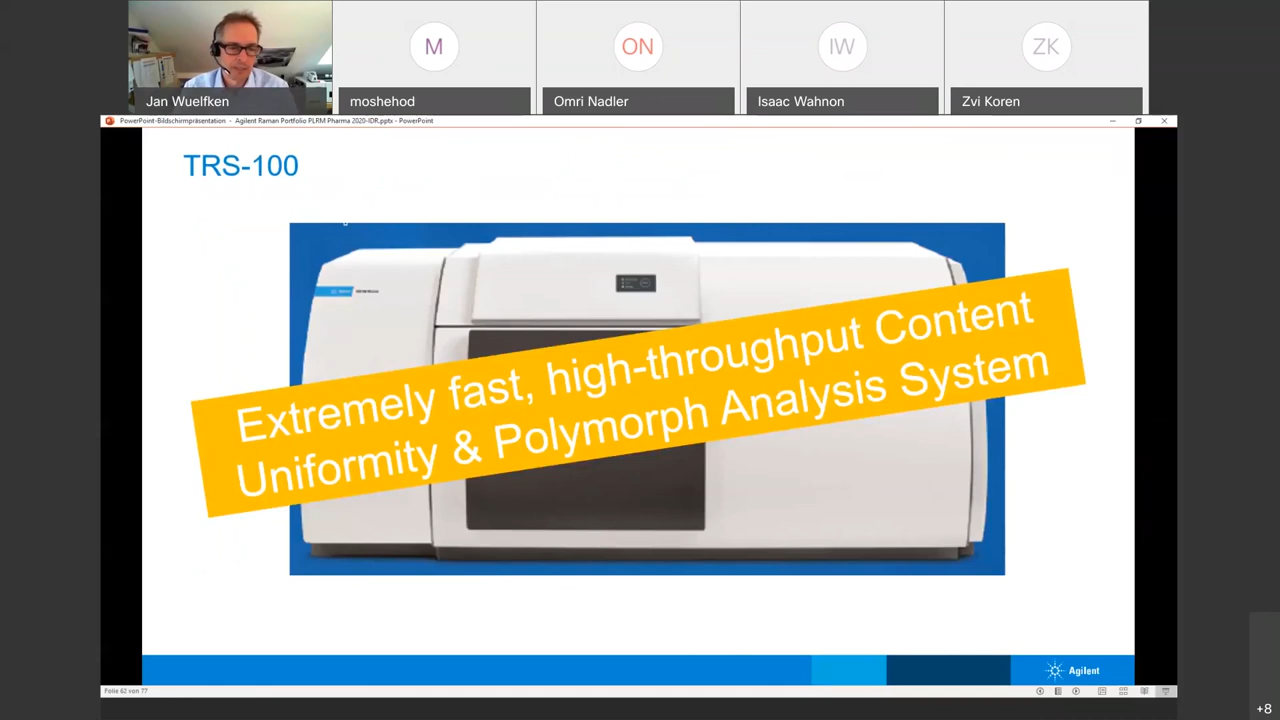 M
ON
IW
ZK
Jan Wuelfken
moshehod
Omri Nadler
Isaac Wahnon
Zvi Koren
PowerPoint-Bildschirmpräsentation - Agilent Raman Portfolio PLRM Pharma 2020-IDR.pptx - PowerPoint
TRS-100
Extremely fast, high-throughput Content
Uniformity & Polymorph Analysis System
Agilent
Folie 62 von 77
+8